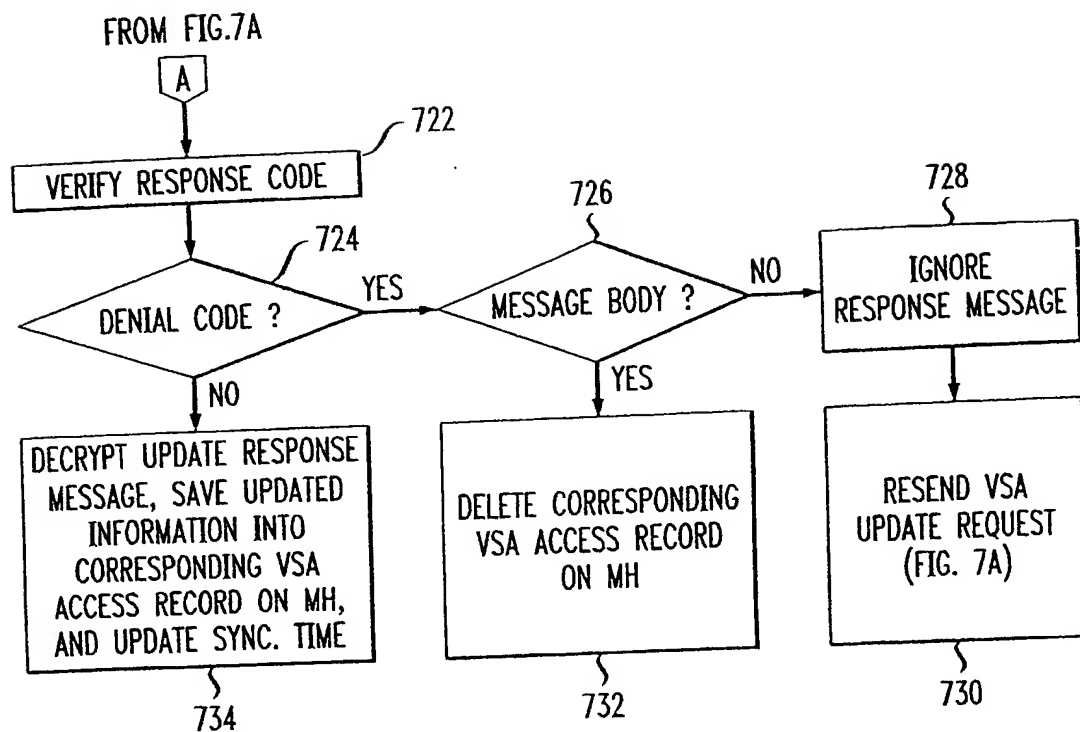 FROM FIG.7A
A
722
VERIFY RESPONSE CODE
724
DENIAL CODE ?
YES
NO
726
MESSAGE BODY ?
NO
YES
728
IGNORE
RESPONSE MESSAGE
DECRYPT UPDATE RESPONSE
MESSAGE, SAVE UPDATED
INFORMATION INTO
CORRESPONDING VSA
ACCESS RECORD ON MH,
AND UPDATE SYNC. TIME
734
DELETE CORRESPONDING
VSA ACCESS RECORD
ON MH
732
RESEND VSA
UPDATE REQUEST
(FIG. 7A)
730